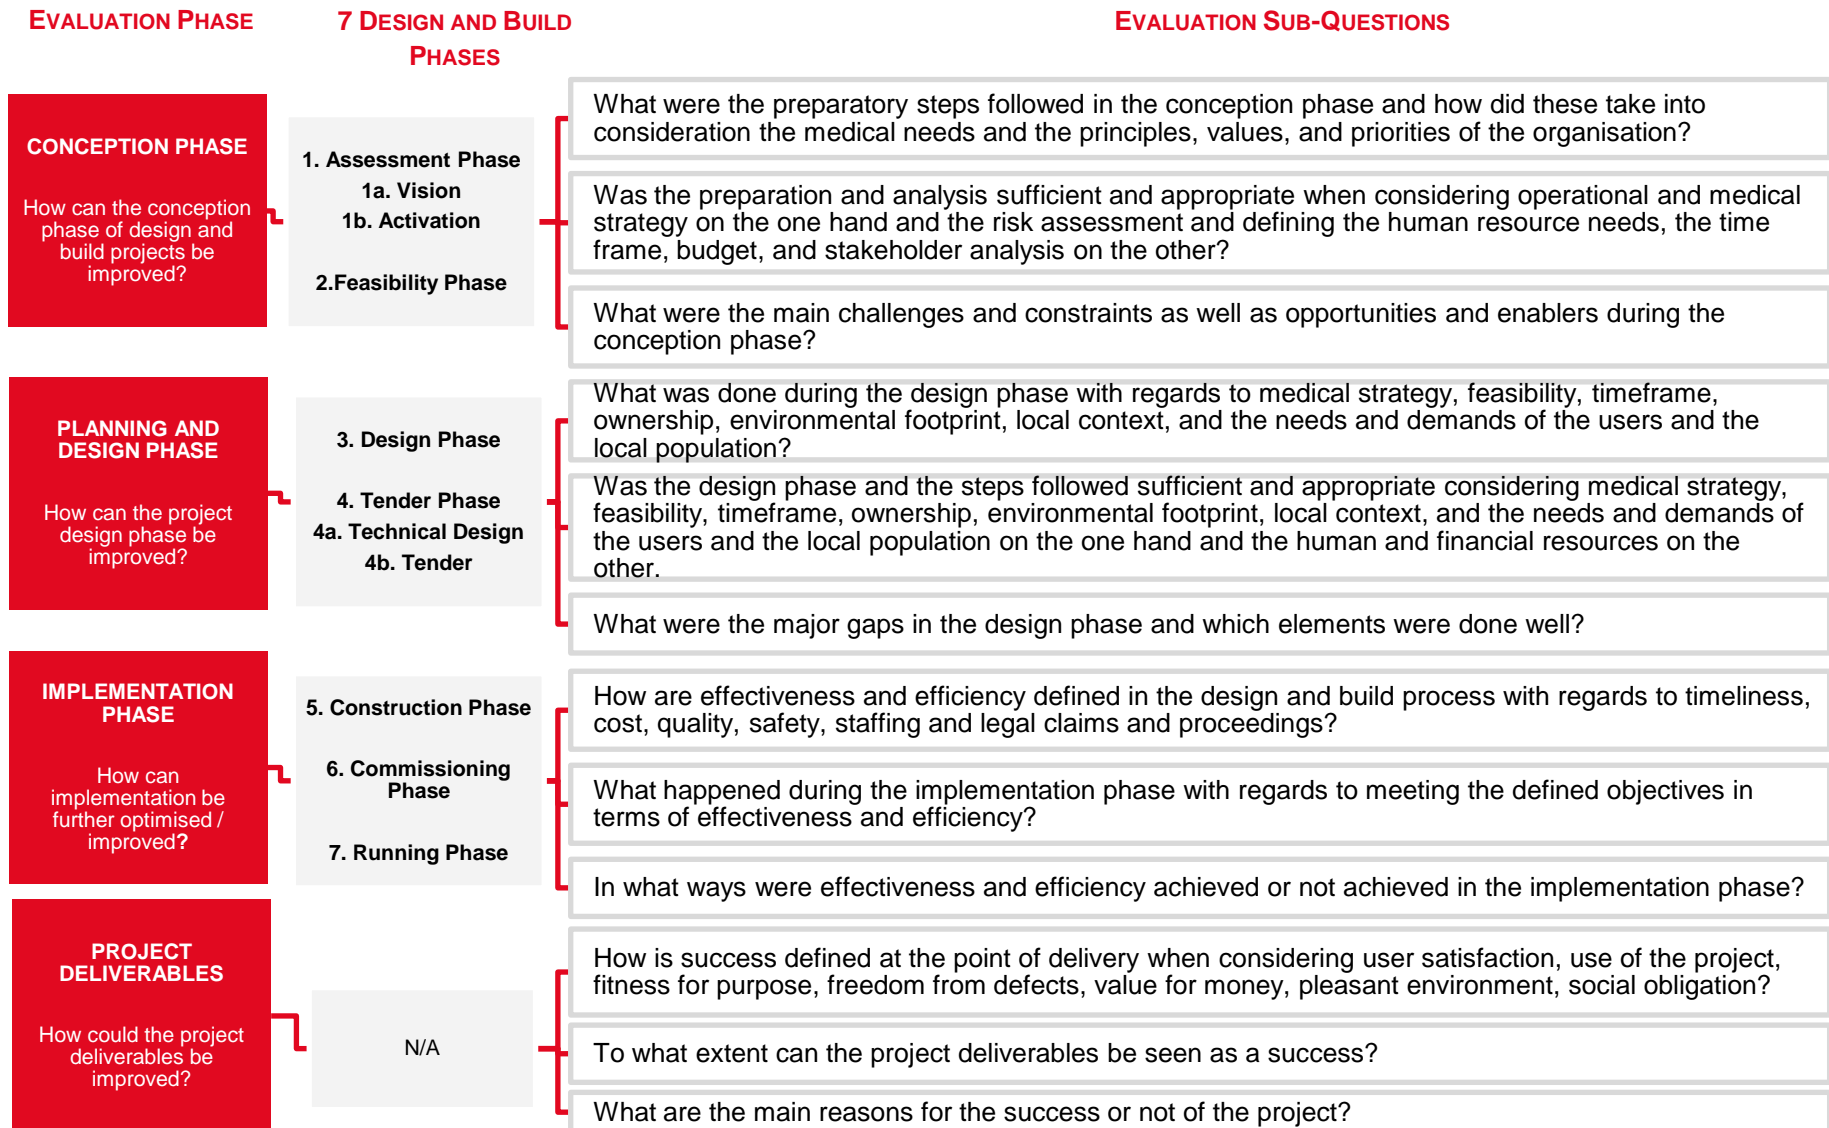 EVALUATION PHASE
7 DESIGN AND BUILD
PHASES
EVALUATION SUB-QUESTIONS
CONCEPTION PHASE
How can the conception
phase of design and
build projects be
improved?
1. Assessment Phase
1a. Vision
1b. Activation
2.Feasibility Phase
What were the preparatory steps followed in the conception phase and how did these take into
consideration the medical needs and the principles, values, and priorities of the organisation?
Was the preparation and analysis sufficient and appropriate when considering operational and medical
strategy on the one hand and the risk assessment and defining the human resource needs, the time
frame, budget, and stakeholder analysis on the other?
What were the main challenges and constraints as well as opportunities and enablers during the
conception phase?
PLANNING AND
DESIGN PHASE
How can the project
design phase be
improved?
3. Design Phase
4. Tender Phase
4a. Technical Design
4b. Tender
What was done during the design phase with regards to medical strategy, feasibility, timeframe,
ownership, environmental footprint, local context, and the needs and demands of the users and the
local population?
Was the design phase and the steps followed sufficient and appropriate considering medical strategy,
feasibility, timeframe, ownership, environmental footprint, local context, and the needs and demands of
the users and the local population on the one hand and the human and financial resources on the
other.
What were the major gaps in the design phase and which elements were done well?
IMPLEMENTATION
PHASE
How can
implementation be
further optimised /
improved?
5. Construction Phase
6. Commissioning
Phase
7. Running Phase
How are effectiveness and efficiency defined in the design and build process with regards to timeliness,
cost, quality, safety, staffing and legal claims and proceedings?
What happened during the implementation phase with regards to meeting the defined objectives in
terms of effectiveness and efficiency?
In what ways were effectiveness and efficiency achieved or not achieved in the implementation phase?
PROJECT
DELIVERABLES
How could the project
deliverables be
improved?
N/A
How is success defined at the point of delivery when considering user satisfaction, use of the project,
fitness for purpose, freedom from defects, value for money, pleasant environment, social obligation?
To what extent can the project deliverables be seen as a success?
What are the main reasons for the success or not of the project?